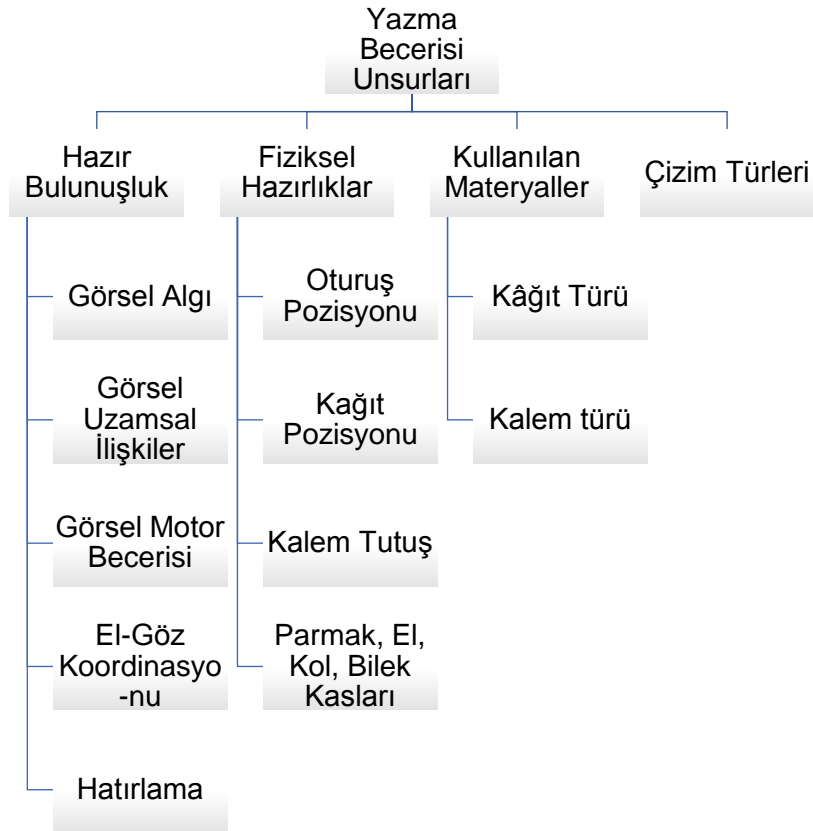 Yazma
Becerisi
Unsurları
Hazır
Bulunuşluk
Görsel Algı
Görsel
Uzamsal
İlişkiler
Görsel Motor
Becerisi
El-Göz
Koordinasyo
-nu
Hatırlama
Fiziksel
Hazırlıklar
Oturuş
Pozisyonu
Kağıt
Pozisyonu
Kalem Tutuş
Parmak, El,
Kol, Bilek
Kasları
Kullanılan
Materyaller
Kâğıt Türü
Kalem türü
Çizim Türleri